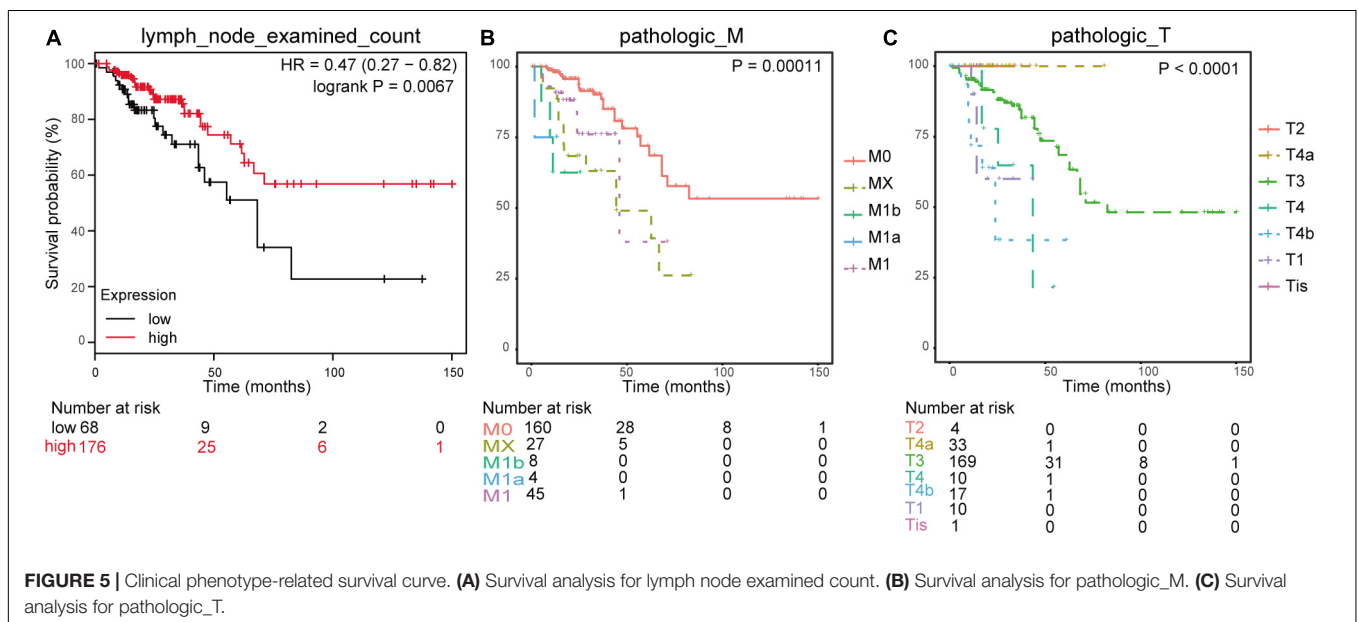 A
lymph_node_examined_count
HR = 0.47 (0.27 − 0.82)
logrank P = 0.0067
Survival probability (%)
100
80
60
40
20
0
Expression
low
high
0 50 100 150
Time (months)
Number at risk
low 68 9 2 0
high 176 25 6 1
B
pathologic_M
P = 0.00011
100
75
50
25
0
M0
MX
M1b
M1a
M1
0 50 100 150
Time (months)
Number at risk
M0 160 28 8 1
MX 27 5 0 0
M1b 8 0 0 0
M1a 4 0 0 0
M1 45 1 0 0
C
pathologic_T
P < 0.0001
100
75
50
25
0
T2
T4a
T3
T4
T4b
T1
Tis
0 50 100 150
Time (months)
Number at risk
T2 4 0 0 0
T4a 33 1 0 0
T3 169 31 8 1
T4 10 1 0 0
T4b 17 1 0 0
T1 10 0 0 0
Tis 1 0 0 0
FIGURE 5 | Clinical phenotype-related survival curve. (A) Survival analysis for lymph node examined count. (B) Survival analysis for pathologic_M. (C) Survival
analysis for pathologic_T.